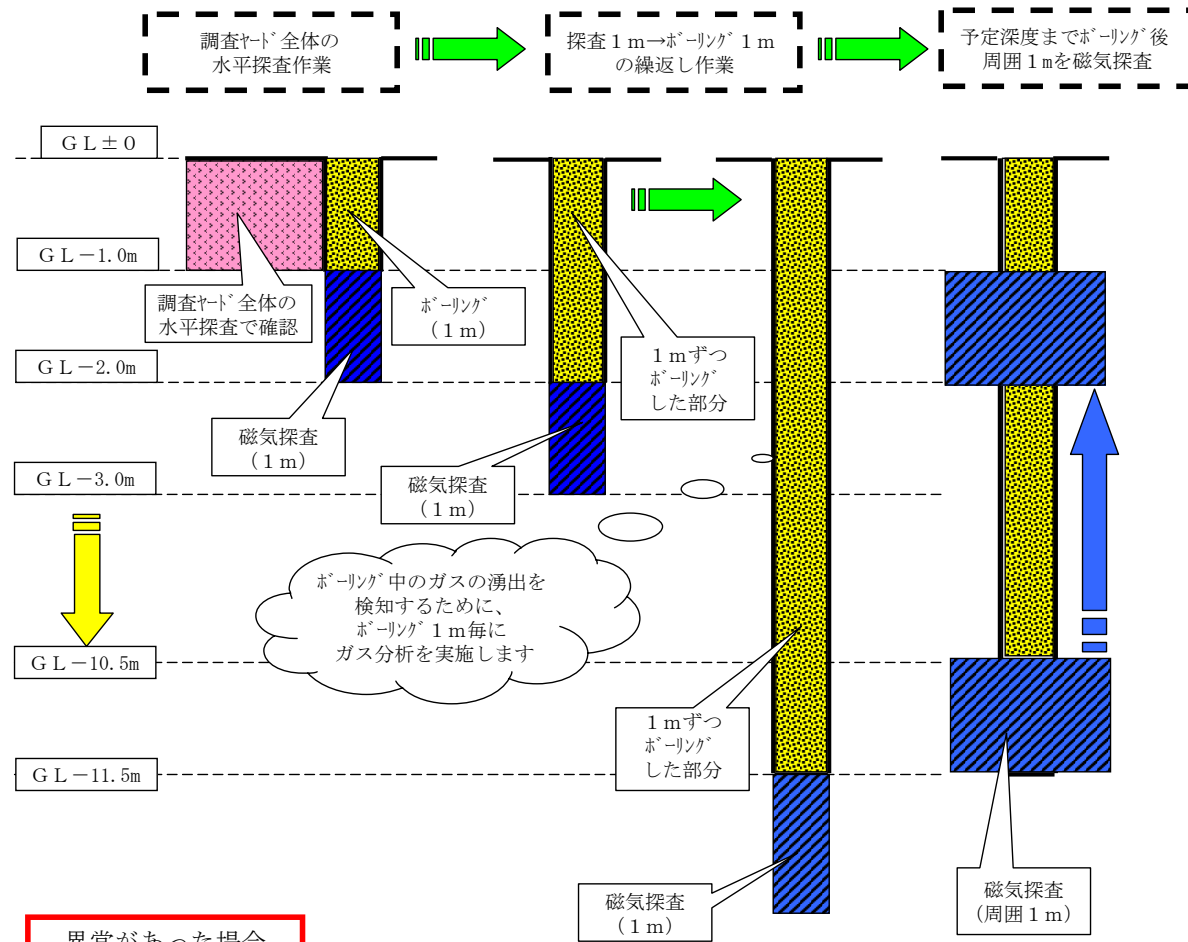 調査ﾔｰﾄﾞ全体の
水平探査作業
探査１ｍ→ﾎﾞｰﾘﾝｸﾞ１ｍ
の繰返し作業
予定深度までﾎﾞｰﾘﾝｸﾞ後
周囲１ｍを磁気探査
ＧＬ±０
ＧＬ－1.0m
調査ﾔｰﾄﾞ全体の
水平探査で確認
ﾎﾞｰﾘﾝｸﾞ
（１ｍ）
ＧＬ－2.0m
１ｍずつ
ﾎﾞｰﾘﾝｸﾞ
した部分
磁気探査
（１ｍ）
ＧＬ－3.0m
磁気探査
（１ｍ）
ﾎﾞｰﾘﾝｸﾞ中のガスの湧出を
検知するために、
ﾎﾞｰﾘﾝｸﾞ１ｍ毎に
ガス分析を実施します
ＧＬ－10.5m
１ｍずつ
ﾎﾞｰﾘﾝｸﾞ
した部分
ＧＬ－11.5m
磁気探査
（１ｍ）
磁気探査
（周囲１ｍ）
異常があった場合